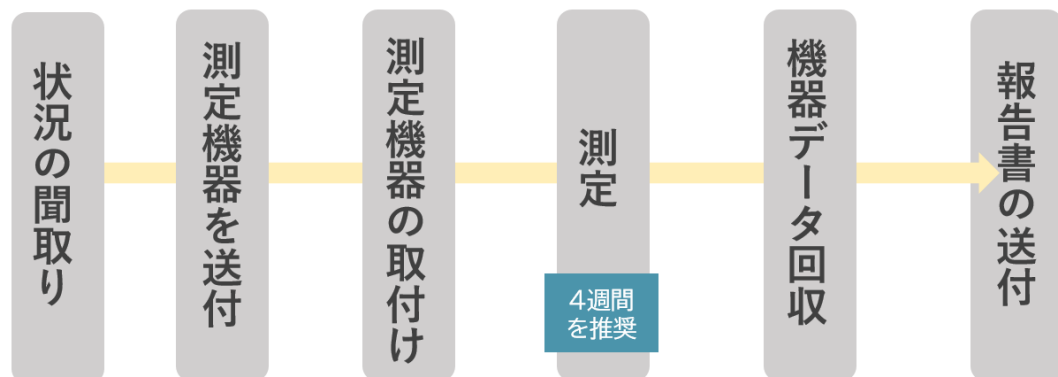 状況の聞取り
測定機器を送付
測定機器の取付け
測定
4週間
を推奨
機器データ回収
報告書の送付